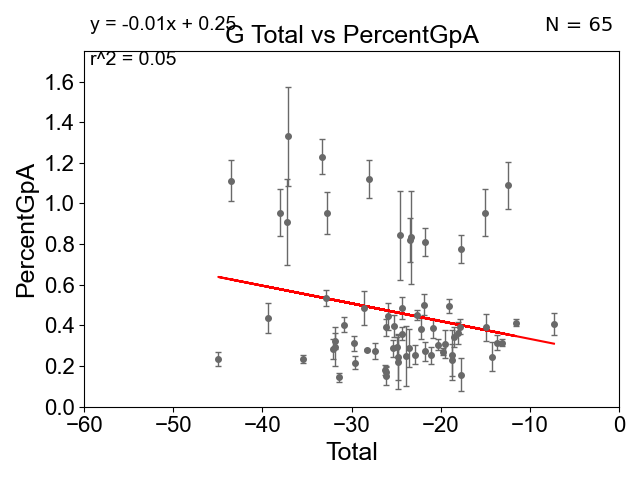 y = -0.01x + 0.25
N = 65
G Total vs PercentGpA
r^2 = 0.05
1.6
1.4
1.2
1.0
0.8
0.6
0.4
0.2
0.0
PercentGpA
−60 −50 −40 −30 −20 −10 0
Total